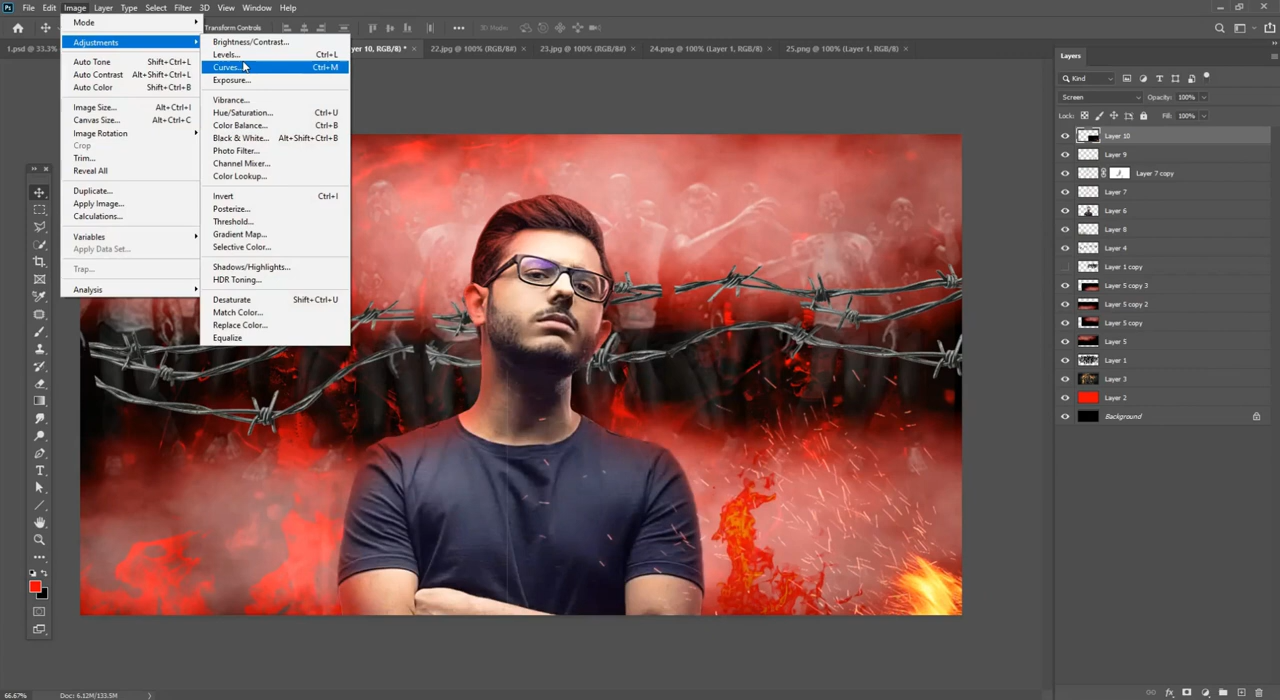 File Edit Image Layer Type Select Filter 3D View Window Help
Transform Controls
3D Mode:
1.psd @ 33.3%
yer 10, RGB/8) *
22.jpg @ 100% (RGB/8#)
23.jpg @ 100% (RGB/8#)
24.png @ 100% (Layer 1, RGB/8)
25.png @ 100% (Layer 1, RGB/8)
Mode
Adjustments
Auto Tone Shift+Ctrl+L
Auto Contrast Alt+Shift+Ctrl+L
Auto Color Shift+Ctrl+B
Image Size... Alt+Ctrl+I
Canvas Size... Alt+Ctrl+C
Image Rotation
Crop
Trim...
Reveal All
Duplicate...
Apply Image...
Calculations...
Variables
Apply Data Set...
Trap...
Analysis
Brightness/Contrast...
Levels... Ctrl+L
Curves... Ctrl+M
Exposure...
Vibrance...
Hue/Saturation... Ctrl+U
Color Balance... Ctrl+B
Black & White... Alt+Shift+Ctrl+B
Photo Filter...
Channel Mixer...
Color Lookup...
Invert Ctrl+I
Posterize...
Threshold...
Gradient Map...
Selective Color...
Shadows/Highlights...
HDR Toning...
Desaturate Shift+Ctrl+U
Match Color...
Replace Color...
Equalize
Layers
Kind
Screen Opacity: 100%
Lock: Fill: 100%
Layer 10
Layer 9
Layer 7 copy
Layer 7
Layer 6
Layer 8
Layer 4
Layer 1 copy
Layer 5 copy 3
Layer 5 copy 2
Layer 5 copy
Layer 5
Layer 1
Layer 3
Layer 2
Background
66.67% Doc: 6.12M/133.5M